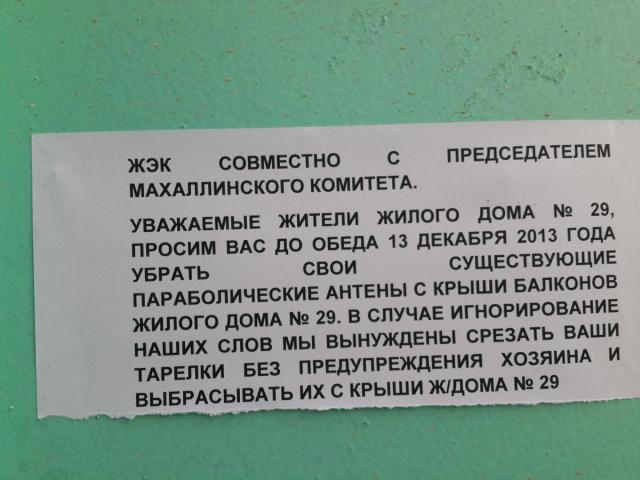 ЖЭК СОВМЕСТНО С ПРЕДСЕДАТЕЛЕМ
МАХАЛЛИНСКОГО КОМИТЕТА.
УВАЖАЕМЫЕ ЖИТЕЛИ ЖИЛОГО ДОМА № 29,
ПРОСИМ ВАС ДО ОБЕДА 13 ДЕКАБРЯ 2013 ГОДА
УБРАТЬ СВОИ СУЩЕСТВУЮЩИЕ
ПАРАБОЛИЧЕСКИЕ АНТЕНЫ С КРЫШИ БАЛКОНОВ
ЖИЛОГО ДОМА № 29. В СЛУЧАЕ ИГНОРИРОВАНИЕ
НАШИХ СЛОВ МЫ ВЫНУЖДЕНЫ СРЕЗАТЬ ВАШИ
ТАРЕЛКИ БЕЗ ПРЕДУПРЕЖДЕНИЯ ХОЗЯИНА И
ВЫБРАСЫВАТЬ ИХ С КРЫШИ Ж/ДОМА № 29